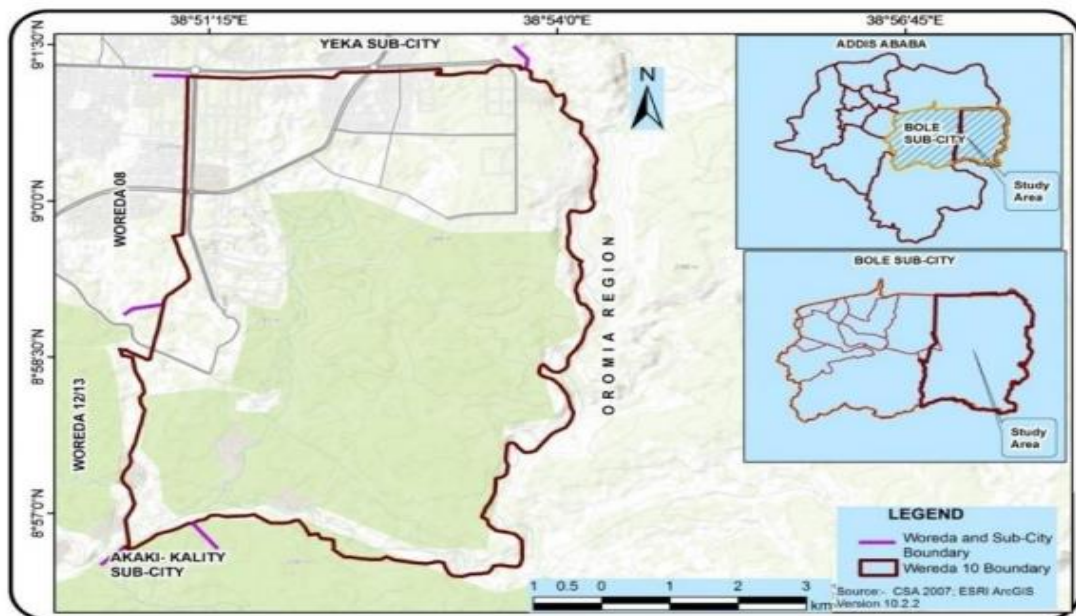 38°51'15"E
38°54'0"E
38°56'45"E
9°1'30"N
9°0'0"N
8°58'30"N
8°57'0"N
YEKA SUB-CITY
N
WOREDA 08
WOREDA 12/13
OROMIA REGION
AKAKI- KALITY
SUB-CITY
ADDIS ABABA
BOLE
SUB-CITY
Study
Area
BOLE SUB-CITY
Study
Area
LEGEND
Woreda and Sub-City
Boundary
Wereda 10 Boundary
Source:- CSA 2007; ESRI ArcGIS
Version 10.2.2
1 0.5 0 1 2 3
km